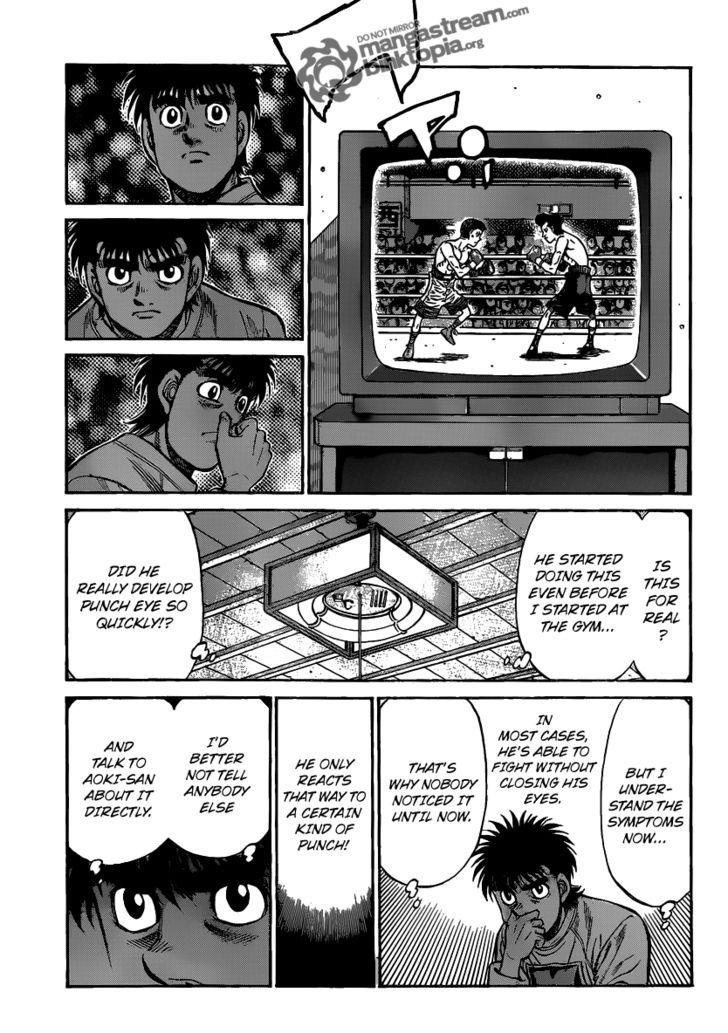 DO NOT MIRROR
mangastream.com
binktopia.org
ワ
ア
西
IS
THIS
FOR
REAL
?
HE STARTED
DOING THIS
EVEN BEFORE
I STARTED AT
THE GYM...
DID HE
REALLY DEVELOP
PUNCH EYE SO
QUICKLY!?
BUT I
UNDER-
STAND THE
SYMPTOMS
NOW...
IN
MOST CASES,
HE'S ABLE TO
FIGHT WITHOUT
CLOSING HIS
EYES.
THAT'S
WHY NOBODY
NOTICED IT
UNTIL NOW.
HE ONLY
REACTS
THAT WAY TO
A CERTAIN
KIND OF
PUNCH!
I'D
BETTER
NOT TELL
ANYBODY
ELSE
AND
TALK TO
AOKI-SAN
ABOUT IT
DIRECTLY.